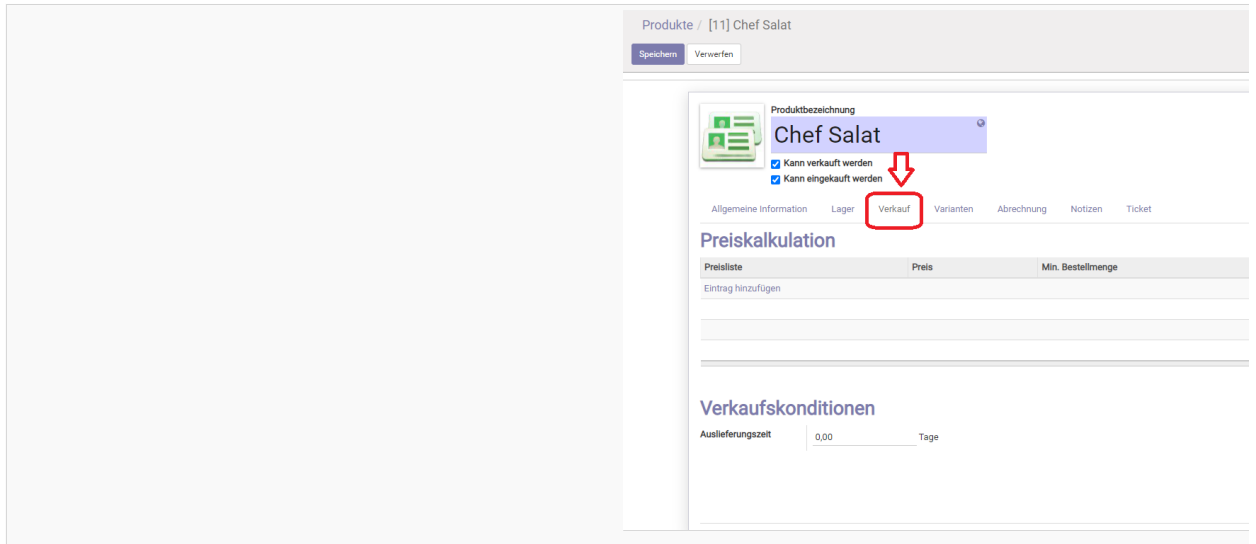 Produkte / [11] Chef Salat
Speichern Verwerfen
Produktbezeichnung
Chef Salat
Kann verkauft werden
Kann eingekauft werden
Allgemeine Information Lager Verkauf Varianten Abrechnung Notizen Ticket
Preiskalkulation
Preisliste Preis Min. Bestellmenge
Eintrag hinzufügen
Verkaufskonditionen
Auslieferungszeit 0,00 Tage